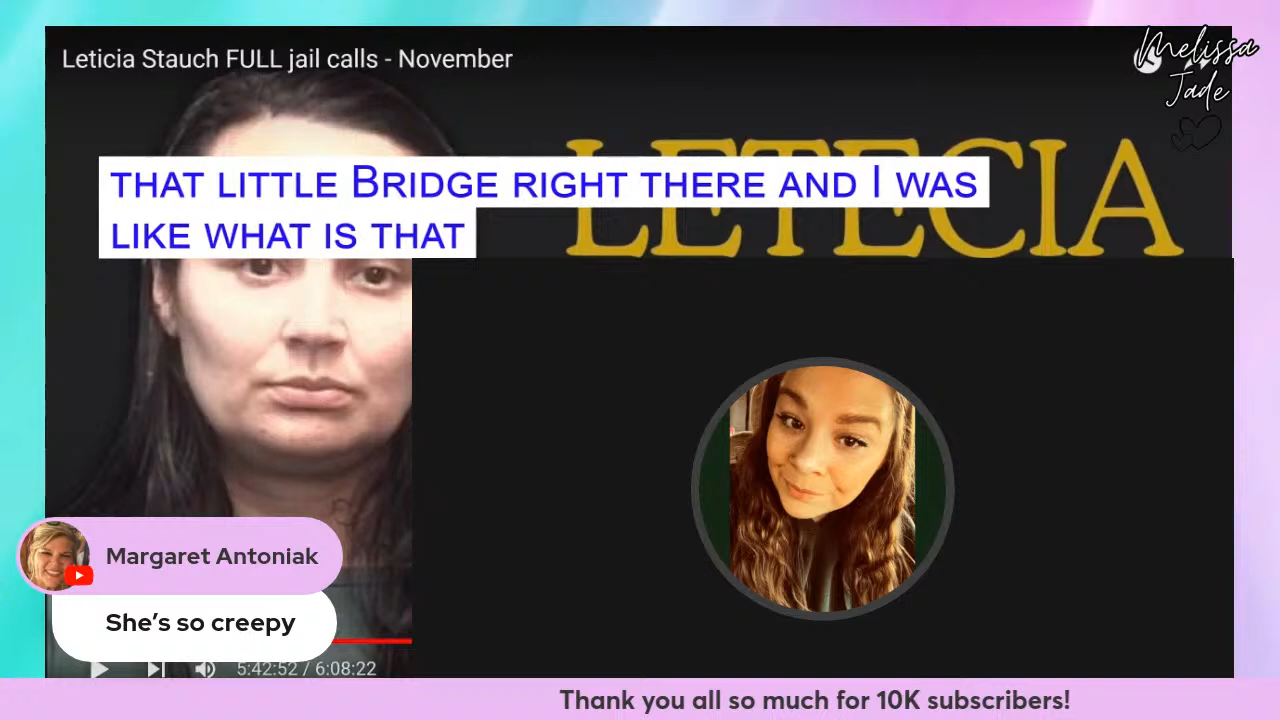 Leticia Stauch FULL jail calls - November
Melissa
Jade
LETECIA
THAT LITTLE BRIDGE RIGHT THERE AND I WAS
LIKE WHAT IS THAT
Margaret Antoniak
She's so creepy
5:42:52 / 6:08:22
Thank you all so much for 10K subscribers!